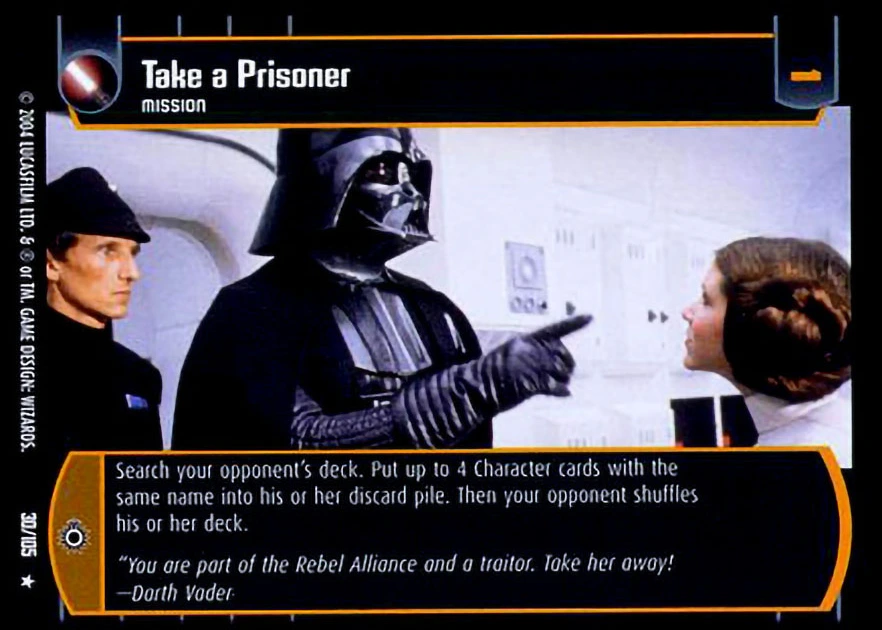 Take a Prisoner
MISSION
1
© 2004 LUCASFILM LTD. & ® or TM. GAME DESIGN: WIZARDS.
30/105 ★
Search your opponent's deck. Put up to 4 Character cards with the
same name into his or her discard pile. Then your opponent shuffles
his or her deck.
"You are part of the Rebel Alliance and a traitor. Take her away!
—Darth Vader